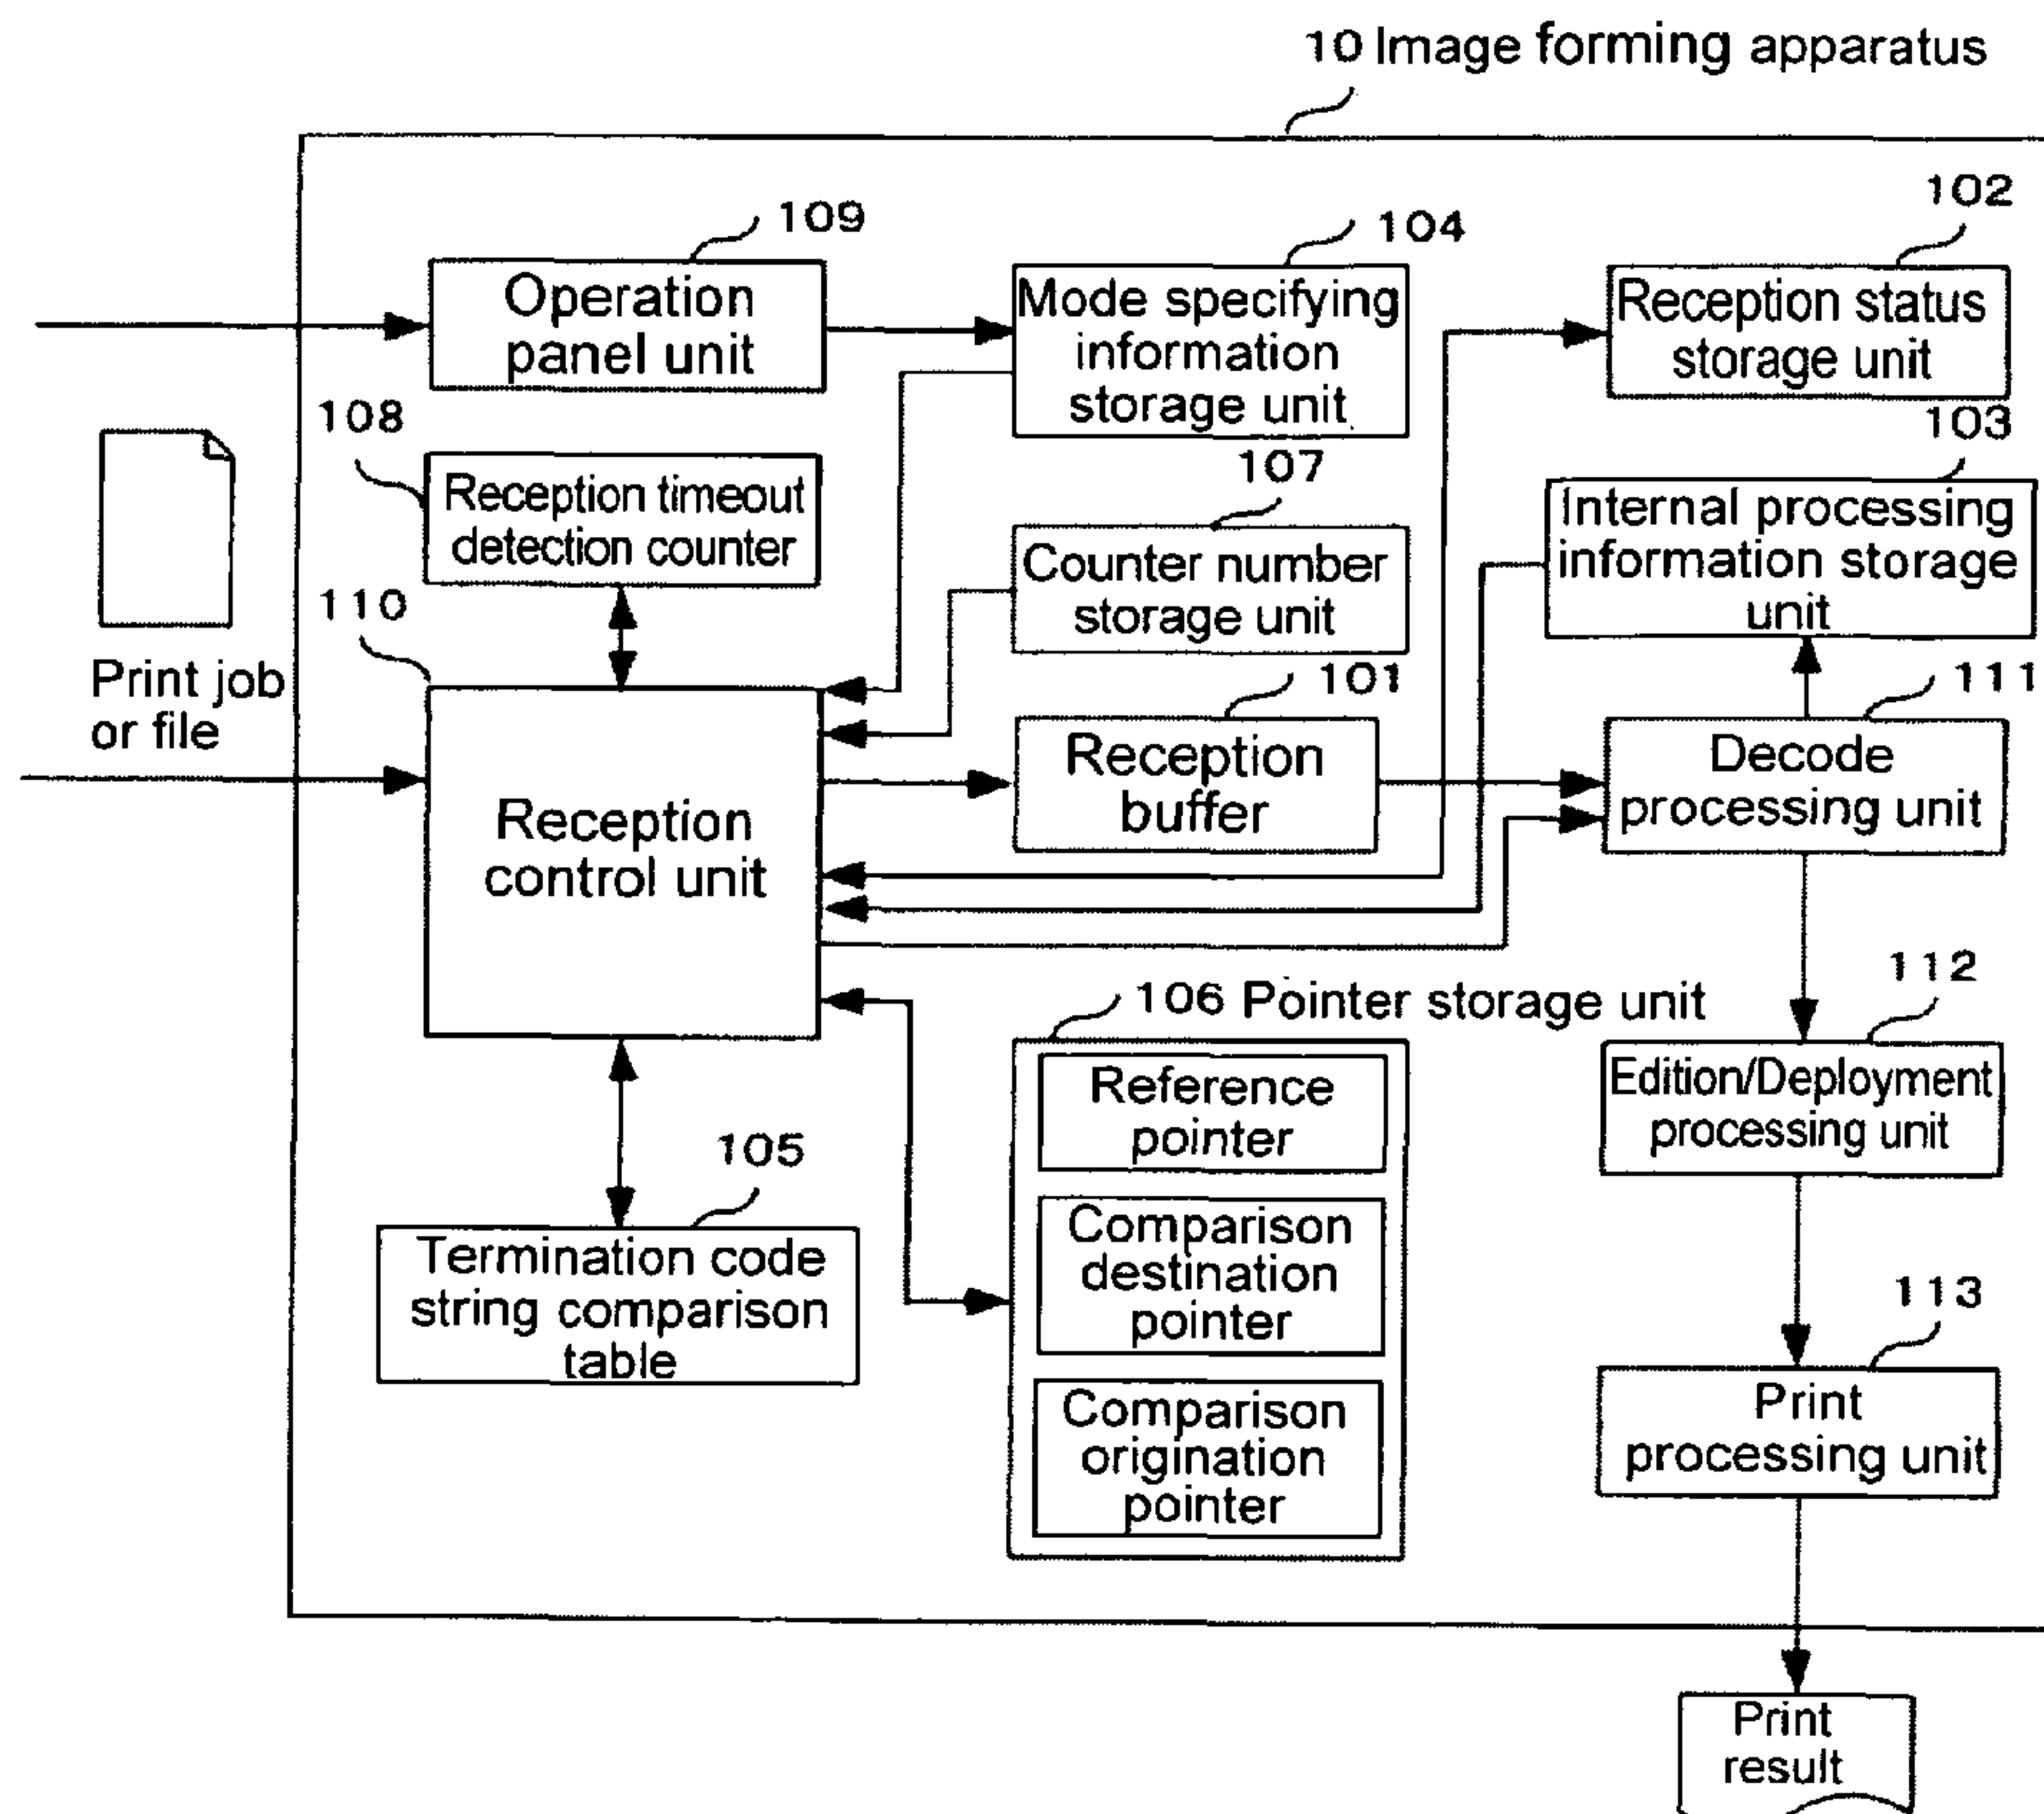 10 Image forming apparatus
109
Operation
panel unit
104
Mode specifying
information
storage unit
102
Reception status
storage unit
108
Reception timeout
detection counter
107
Counter number
storage unit
103
Internal processing
information storage
unit
Print job
or file
110
Reception
control unit
101
Reception
buffer
111
Decode
processing unit
106 Pointer storage unit
Reference
pointer
Comparison
destination
pointer
Comparison
origination
pointer
112
Edition/Deployment
processing unit
105
Termination code
string comparison
table
113
Print
processing unit
Print
result